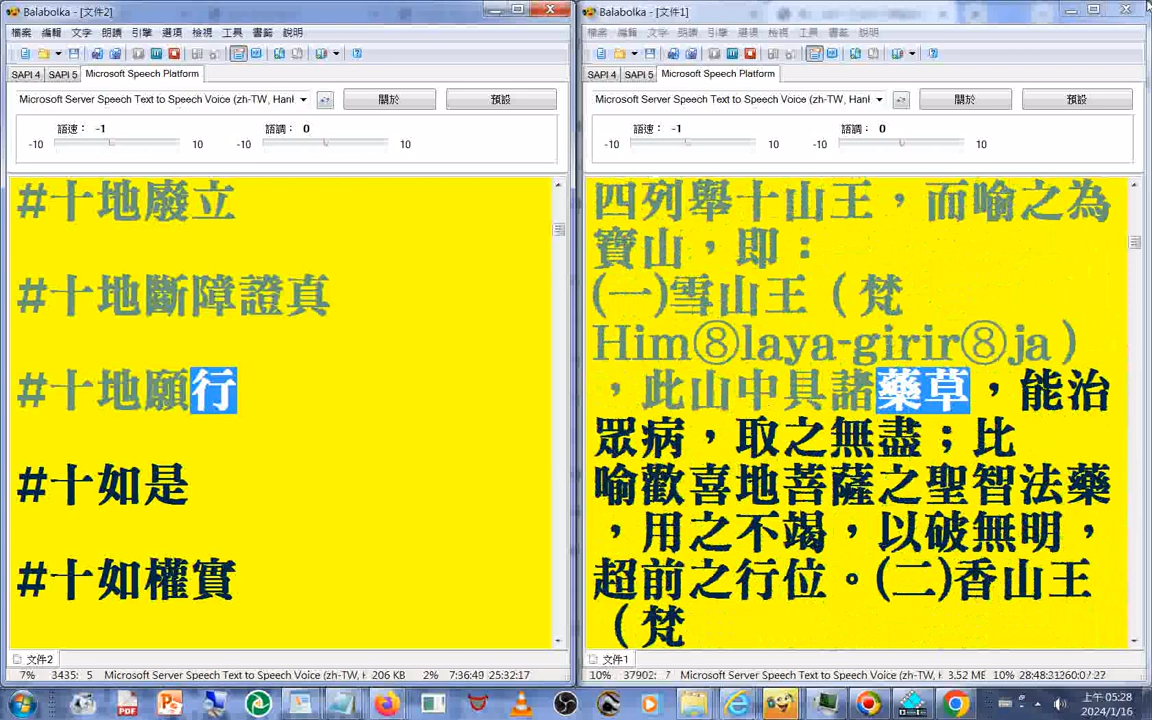 Balabolka - [文件2]
檔案 編輯 文字 朗讀 引擎 選項 檢視 工具 書籤 說明
SAPI 4 SAPI 5 Microsoft Speech Platform
Microsoft Server Speech Text to Speech Voice (zh-TW, Hanl
關於 預設
語速： -1 語調： 0
-10 10 -10 10
#十地廢立
#十地斷障證真
#十地願行
#十如是
#十如權實
文件2
7% 3435: 5 Microsoft Server Speech Text to Speech Voice (zh-TW, H 206 KB 2% 7:36:49 25:32:17
Balabolka - [文件1]
檔案 編輯 文字 朗讀 引擎 選項 檢視 工具 書籤 說明
SAPI 4 SAPI 5 Microsoft Speech Platform
Microsoft Server Speech Text to Speech Voice (zh-TW, Hanl
關於 預設
語速： -1 語調： 0
-10 10 -10 10
四列舉十山王，而喻之為
寶山，即：
(一)雪山王（梵
Him⑧laya-girir⑧ja）
，此山中具諸藥草，能治
眾病，取之無盡；比
喻歡喜地菩薩之聖智法藥
，用之不竭，以破無明，
超前之行位。(二)香山王
（梵
文件1
10% 37902: 7 Microsoft Server Speech Text to Speech Voice (zh-TW, H 3.52 MB 10%
PDF
上午 05:28
2024/1/16